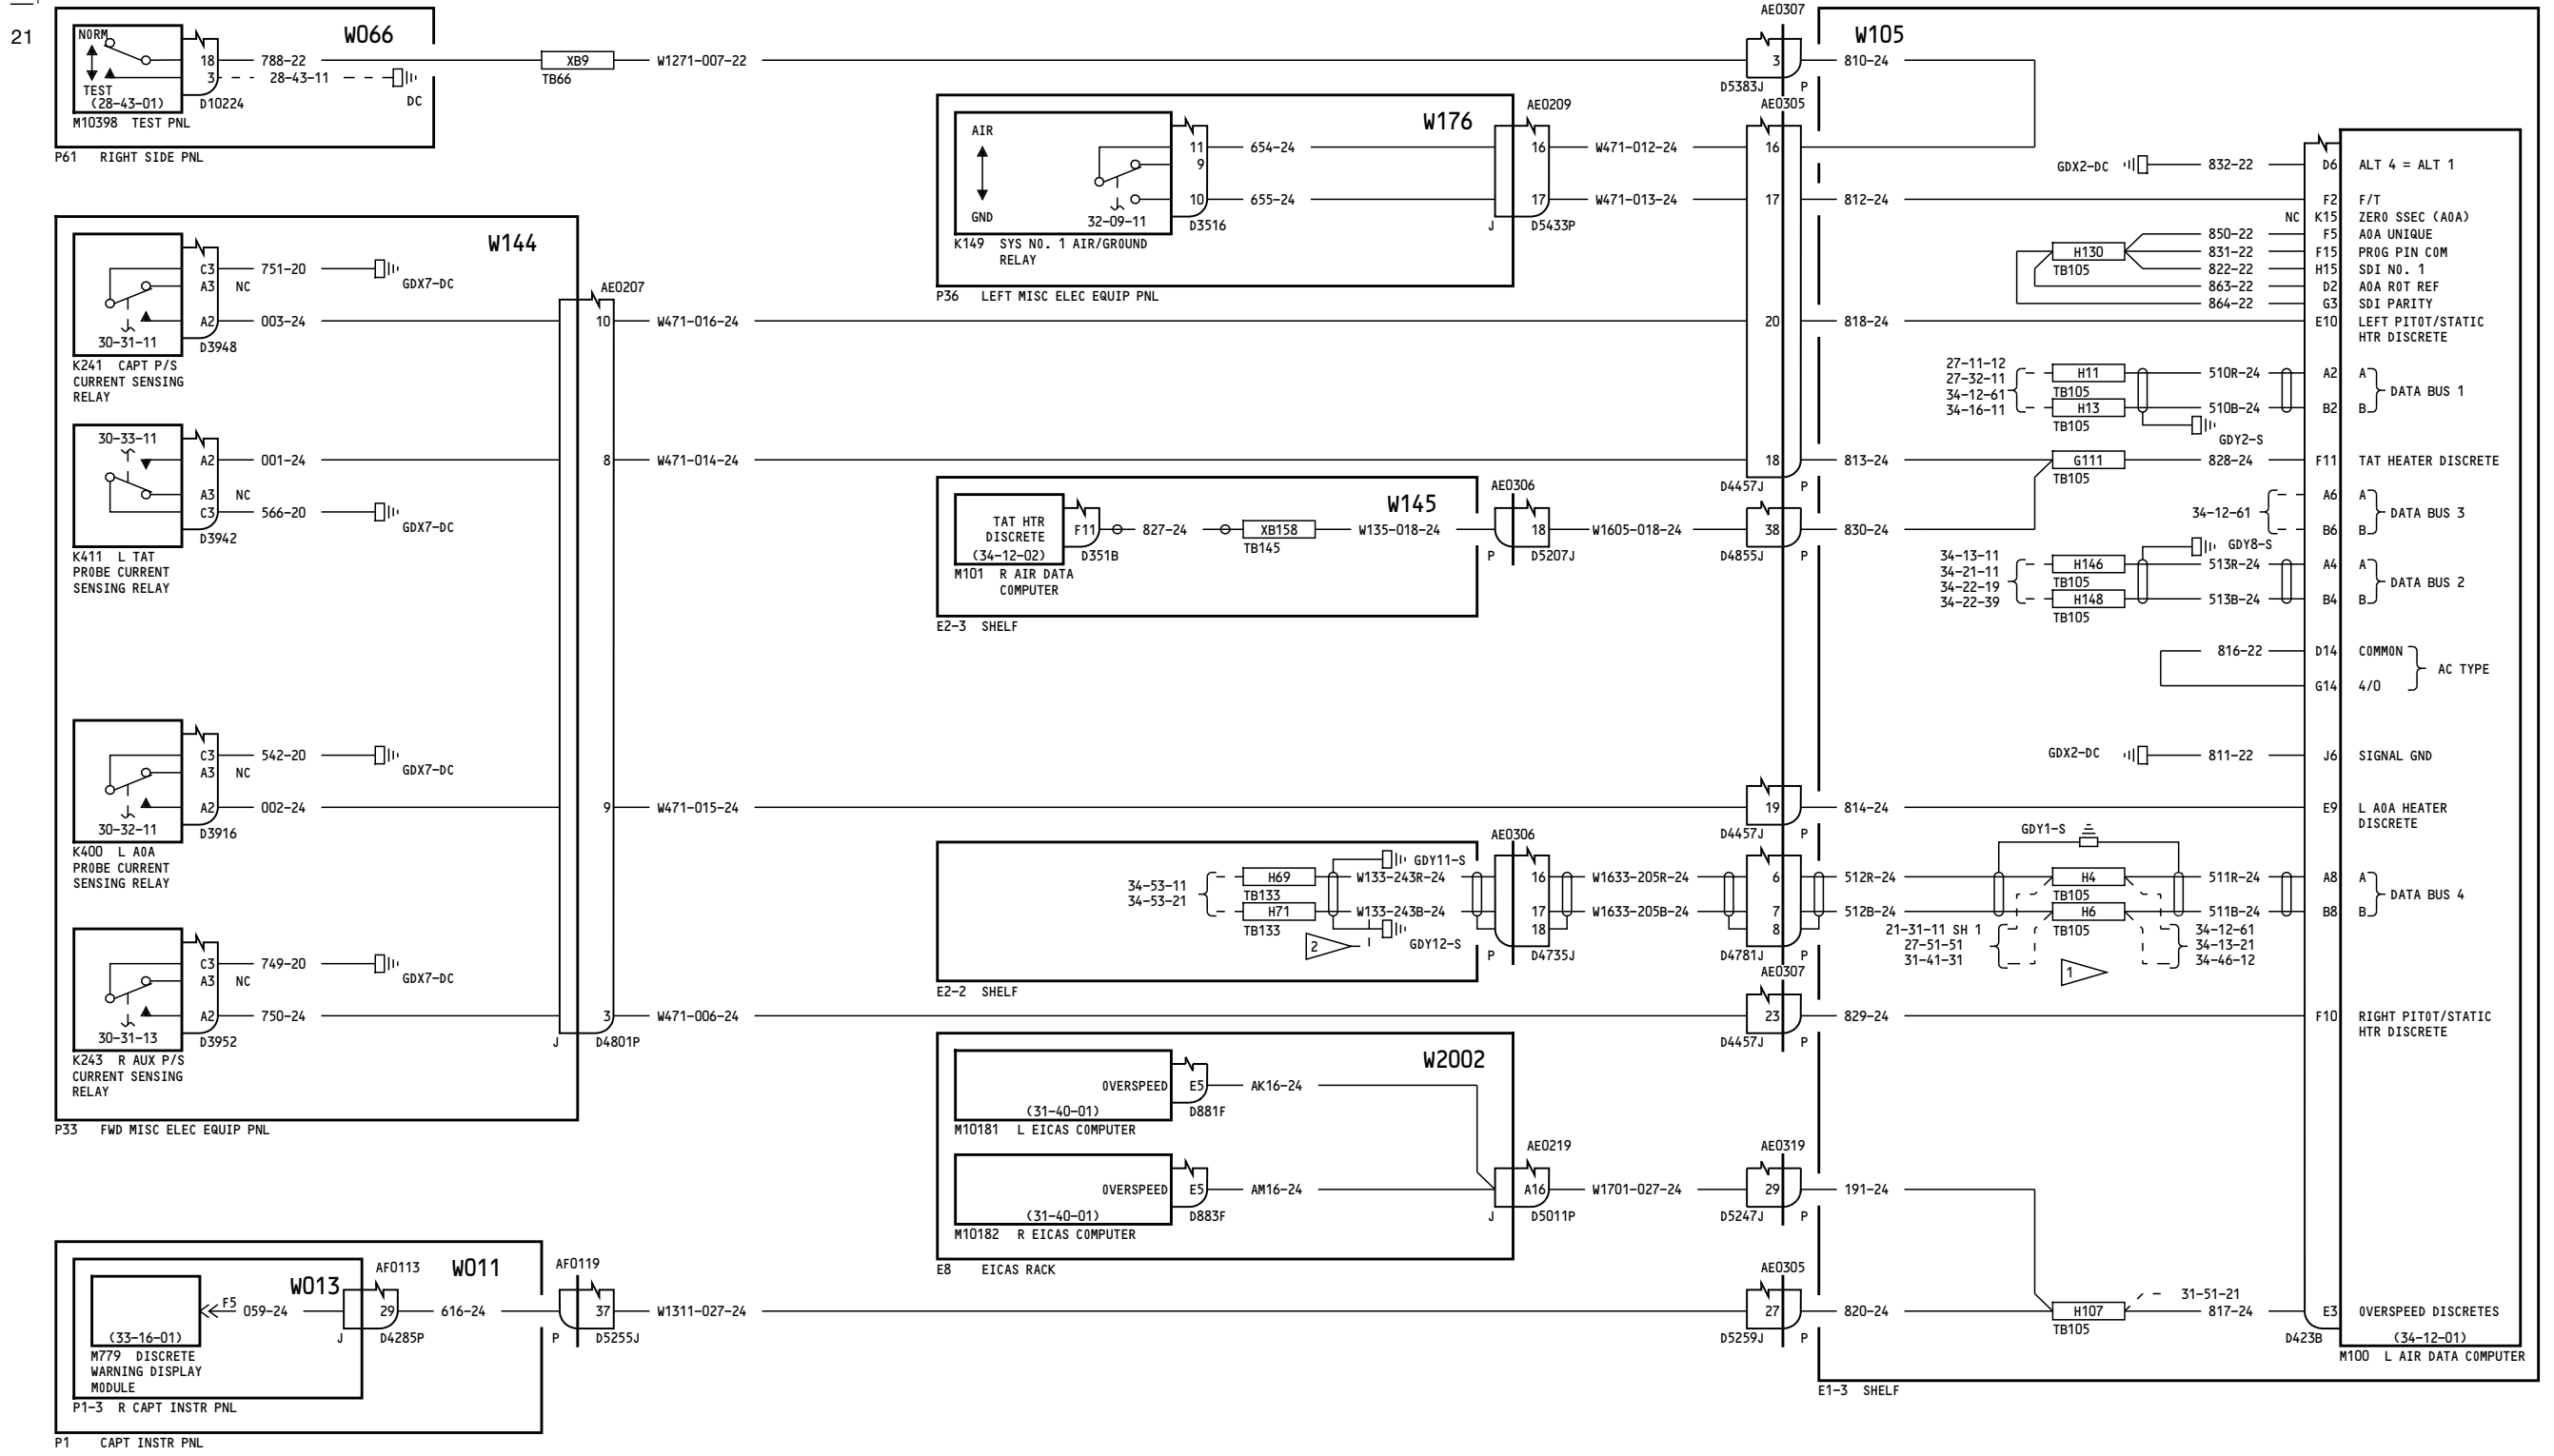 21
NORM
TEST
(28-43-01)
M10398 TEST PNL
W066
18
3
D10224
788-22
28-43-11
DC
P61 RIGHT SIDE PNL
XB9
TB66
W1271-007-22
AE0307
3
D5383J P
AE0305
W105
810-24
AIR
GND
32-09-11
K149 SYS NO. 1 AIR/GROUND
RELAY
W176
11
9
10
D3516
654-24
655-24
AE0209
16
17
J D5433P
W471-012-24
W471-013-24
16
17
812-24
P36 LEFT MISC ELEC EQUIP PNL
W144
30-31-11
C3
A3
A2
D3948
751-20
NC
003-24
GDX7-DC
K241 CAPT P/S
CURRENT SENSING
RELAY
AE0207
10
W471-016-24
20
818-24
30-33-11
A2
A3
C3
D3942
001-24
NC
566-20
GDX7-DC
K411 L TAT
PROBE CURRENT
SENSING RELAY
8
W471-014-24
18
D4457J P
813-24
TAT HTR
DISCRETE
(34-12-02)
F11
D351B
M101 R AIR DATA
COMPUTER
827-24
XB158
TB145
W145
W135-018-24
AE0306
18
P D5207J
W1605-018-24
38
D4855J P
830-24
E2-3 SHELF
30-32-11
C3
A3
A2
D3916
542-20
NC
002-24
GDX7-DC
K400 L AOA
PROBE CURRENT
SENSING RELAY
9
W471-015-24
19
D4457J P
814-24
34-53-11
34-53-21
H69
TB133
H71
TB133
GDY11-S
W133-243R-24
W133-243B-24
GDY12-S
2
AE0306
16
17
18
P D4735J
W1633-205R-24
W1633-205B-24
6
7
8
D4781J P
512R-24
512B-24
E2-2 SHELF
30-31-13
C3
A3
A2
D3952
749-20
NC
750-24
GDX7-DC
K243 R AUX P/S
CURRENT SENSING
RELAY
3
J D4801P
W471-006-24
AE0307
23
D4457J P
829-24
P33 FWD MISC ELEC EQUIP PNL
W2002
OVERSPEED
(31-40-01)
E5
D881F
M10181 L EICAS COMPUTER
AK16-24
OVERSPEED
(31-40-01)
E5
D883F
M10182 R EICAS COMPUTER
AM16-24
AE0219
A16
J D5011P
W1701-027-24
AE0319
29
D5247J P
191-24
E8 EICAS RACK
(33-16-01)
M779 DISCRETE
WARNING DISPLAY
MODULE
P1-3 R CAPT INSTR PNL
P1 CAPT INSTR PNL
F5
059-24
W013
AF0113
29
J D4285P
W011
616-24
AF0119
37
P D5255J
W1311-027-24
AE0305
27
D5259J P
820-24
H107
TB105
31-51-21
817-24
GDX2-DC
832-22
D6 ALT 4 = ALT 1
F2 F/T
NC K15 ZERO SSEC (AOA)
850-22 F5 AOA UNIQUE
H130
TB105
831-22 F15 PROG PIN COM
822-22 H15 SDI NO. 1
863-22 D2 AOA ROT REF
864-22 G3 SDI PARITY
E10 LEFT PITOT/STATIC
HTR DISCRETE
27-11-12
27-32-11
34-12-61
34-16-11
H11
TB105
H13
TB105
510R-24
510B-24
GDY2-S
A2 A
B2 B
DATA BUS 1
G111
TB105
828-24 F11 TAT HEATER DISCRETE
34-12-61
A6 A
B6 B
DATA BUS 3
GDY8-S
34-13-11
34-21-11
34-22-19
34-22-39
H146
TB105
H148
TB105
513R-24
513B-24
A4 A
B4 B
DATA BUS 2
816-22
D14 COMMON
G14 4/0
AC TYPE
GDX2-DC
811-22 J6 SIGNAL GND
E9 L AOA HEATER
DISCRETE
GDY1-S
H4
TB105
H6
TB105
511R-24
511B-24
A8 A
B8 B
DATA BUS 4
21-31-11 SH 1
27-51-51
31-41-31
1
34-12-61
34-13-21
34-46-12
F10 RIGHT PITOT/STATIC
HTR DISCRETE
E3 OVERSPEED DISCRETES
D423B
(34-12-01)
M100 L AIR DATA COMPUTER
E1-3 SHELF